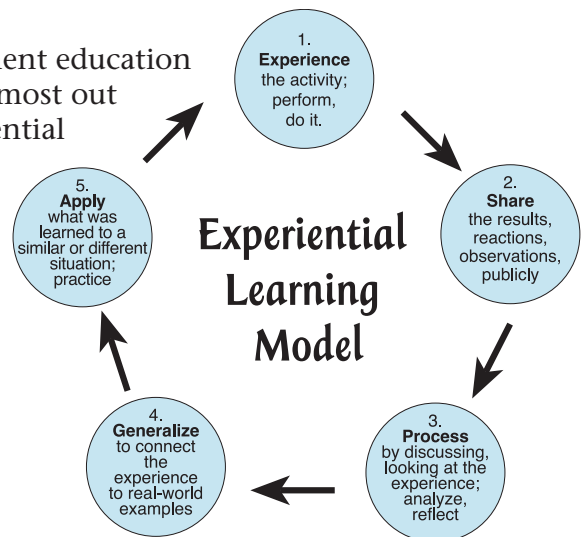 ent education
most out
ential
1.
Experience
the activity;
perform,
do it.
2.
Share
the results,
reactions,
observations,
publicly
3.
Process
by discussing,
looking at the
experience;
analyze,
reflect
4.
Generalize
to connect
the
experience
to real-world
examples
5.
Apply
what was
learned to a
similar or different
situation;
practice
Experiential
Learning
Model